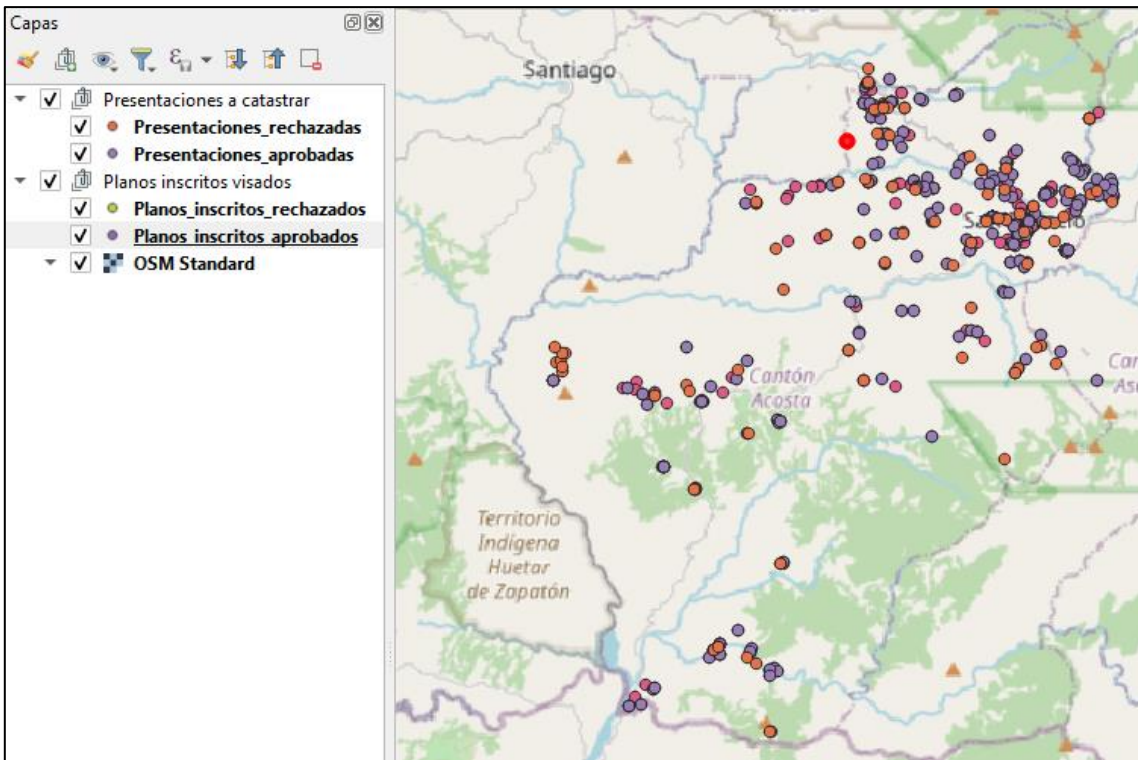 Capas
Presentaciones a catastrar
Presentaciones_rechazadas
Presentaciones_aprobadas
Planos inscritos visados
Planos_inscritos_rechazados
Planos_inscritos_aprobados
OSM Standard
Santiago
Cantón
Acosta
Territorio
Indígena
Huetar
de Zapatón